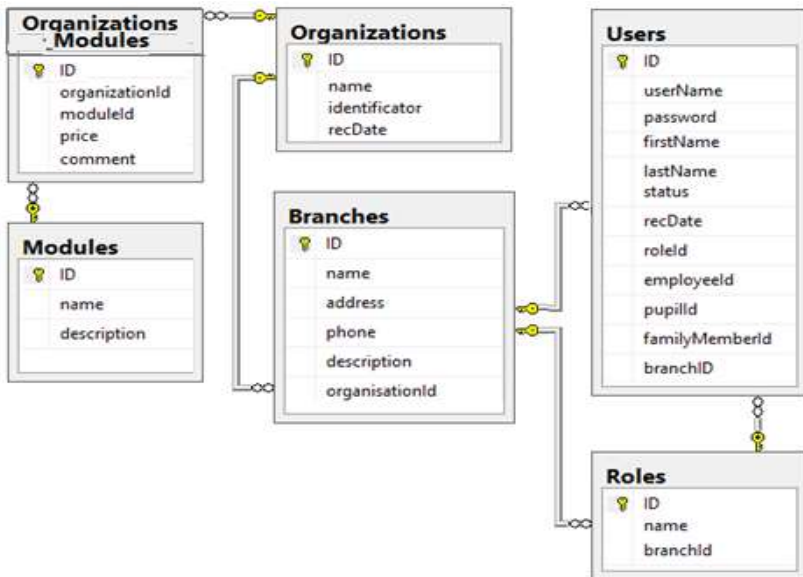 Organizations
_Modules
ID
organizationId
moduleId
price
comment
Organizations
ID
name
identificator
recDate
Users
ID
userName
password
firstName
lastName
status
recDate
roleId
employeeId
pupilId
familyMemberId
branchID
Modules
ID
name
description
Branches
ID
name
address
phone
description
organisationId
Roles
ID
name
branchId